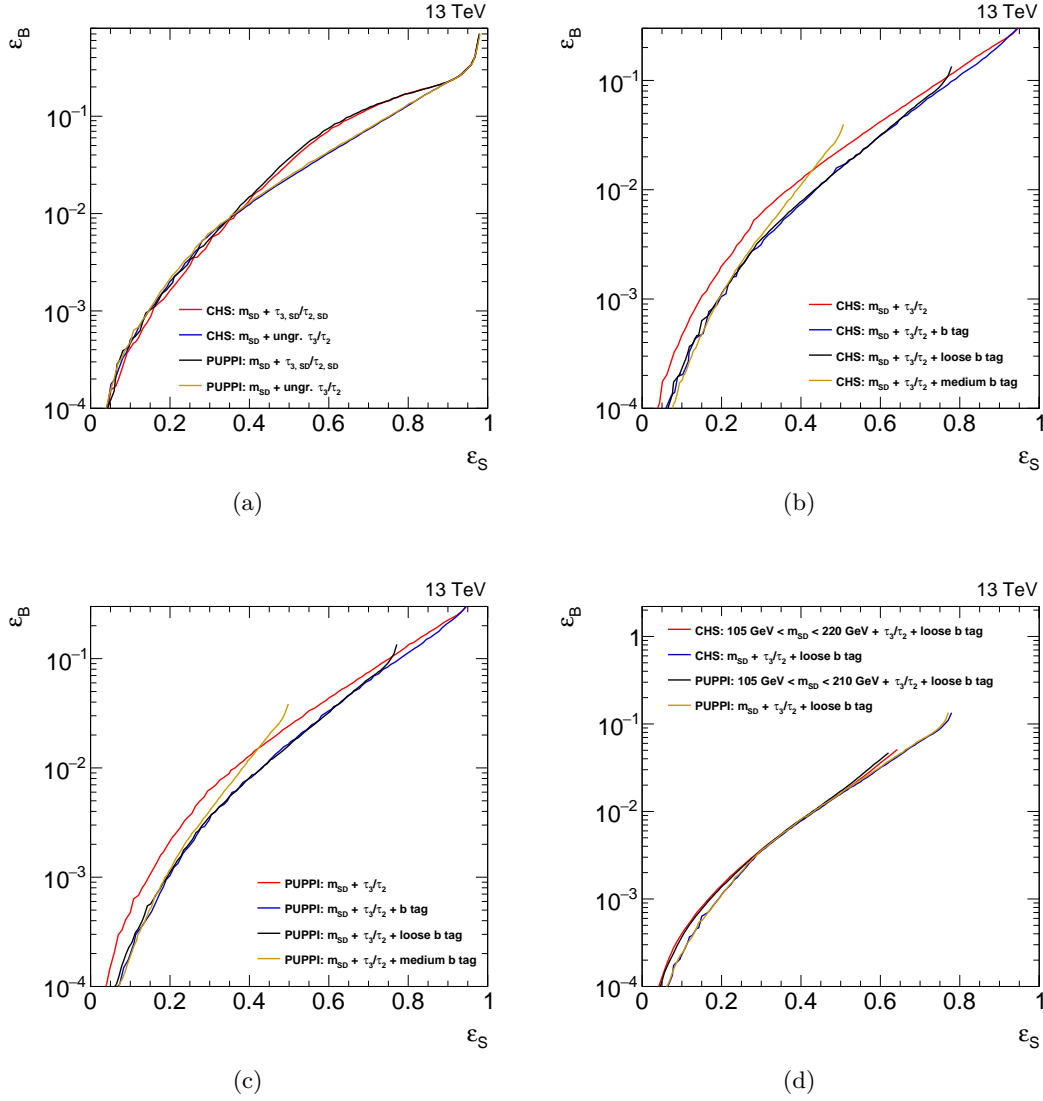 13 TeV
ε_B
10⁻¹
10⁻²
10⁻³
10⁻⁴
CHS: m_SD + τ_3, SD/τ_2, SD
CHS: m_SD + ungr. τ_3/τ_2
PUPPI: m_SD + τ_3, SD/τ_2, SD
PUPPI: m_SD + ungr. τ_3/τ_2
0 0.2 0.4 0.6 0.8 1
ε_S
(a)
13 TeV
ε_B
10⁻¹
10⁻²
10⁻³
10⁻⁴
CHS: m_SD + τ_3/τ_2
CHS: m_SD + τ_3/τ_2 + b tag
CHS: m_SD + τ_3/τ_2 + loose b tag
CHS: m_SD + τ_3/τ_2 + medium b tag
0 0.2 0.4 0.6 0.8 1
ε_S
(b)
13 TeV
ε_B
10⁻¹
10⁻²
10⁻³
10⁻⁴
PUPPI: m_SD + τ_3/τ_2
PUPPI: m_SD + τ_3/τ_2 + b tag
PUPPI: m_SD + τ_3/τ_2 + loose b tag
PUPPI: m_SD + τ_3/τ_2 + medium b tag
0 0.2 0.4 0.6 0.8 1
ε_S
(c)
13 TeV
ε_B
CHS: 105 GeV < m_SD < 220 GeV + τ_3/τ_2 + loose b tag
CHS: m_SD + τ_3/τ_2 + loose b tag
PUPPI: 105 GeV < m_SD < 210 GeV + τ_3/τ_2 + loose b tag
PUPPI: m_SD + τ_3/τ_2 + loose b tag
1
10⁻¹
10⁻²
10⁻³
10⁻⁴
0 0.2 0.4 0.6 0.8 1
ε_S
(d)